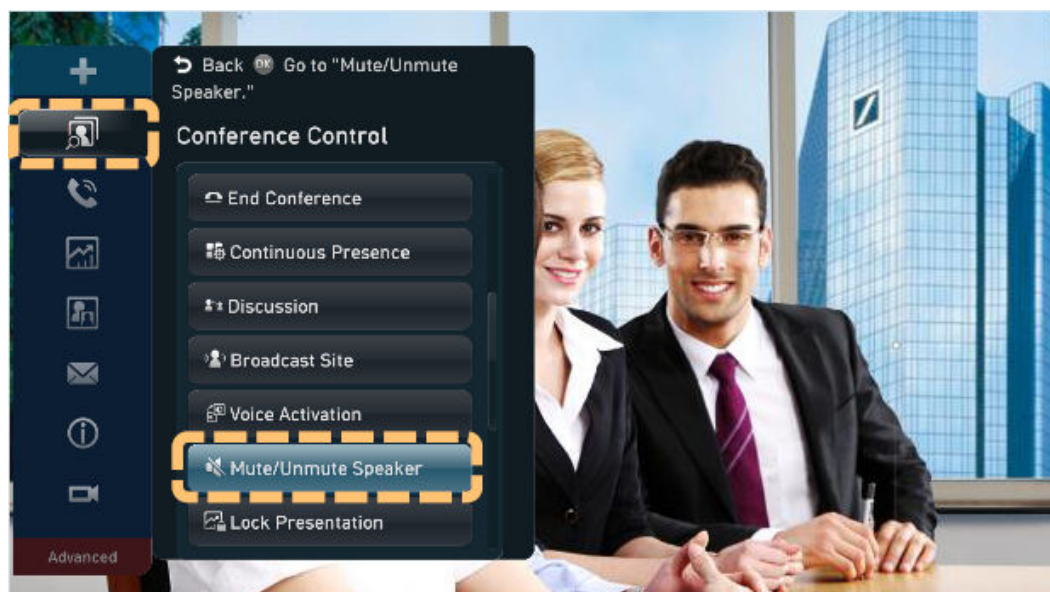 Back OK Go to "Mute/Unmute
Speaker."
Conference Control
End Conference
Continuous Presence
Discussion
Broadcast Site
Voice Activation
Mute/Unmute Speaker
Lock Presentation
Advanced